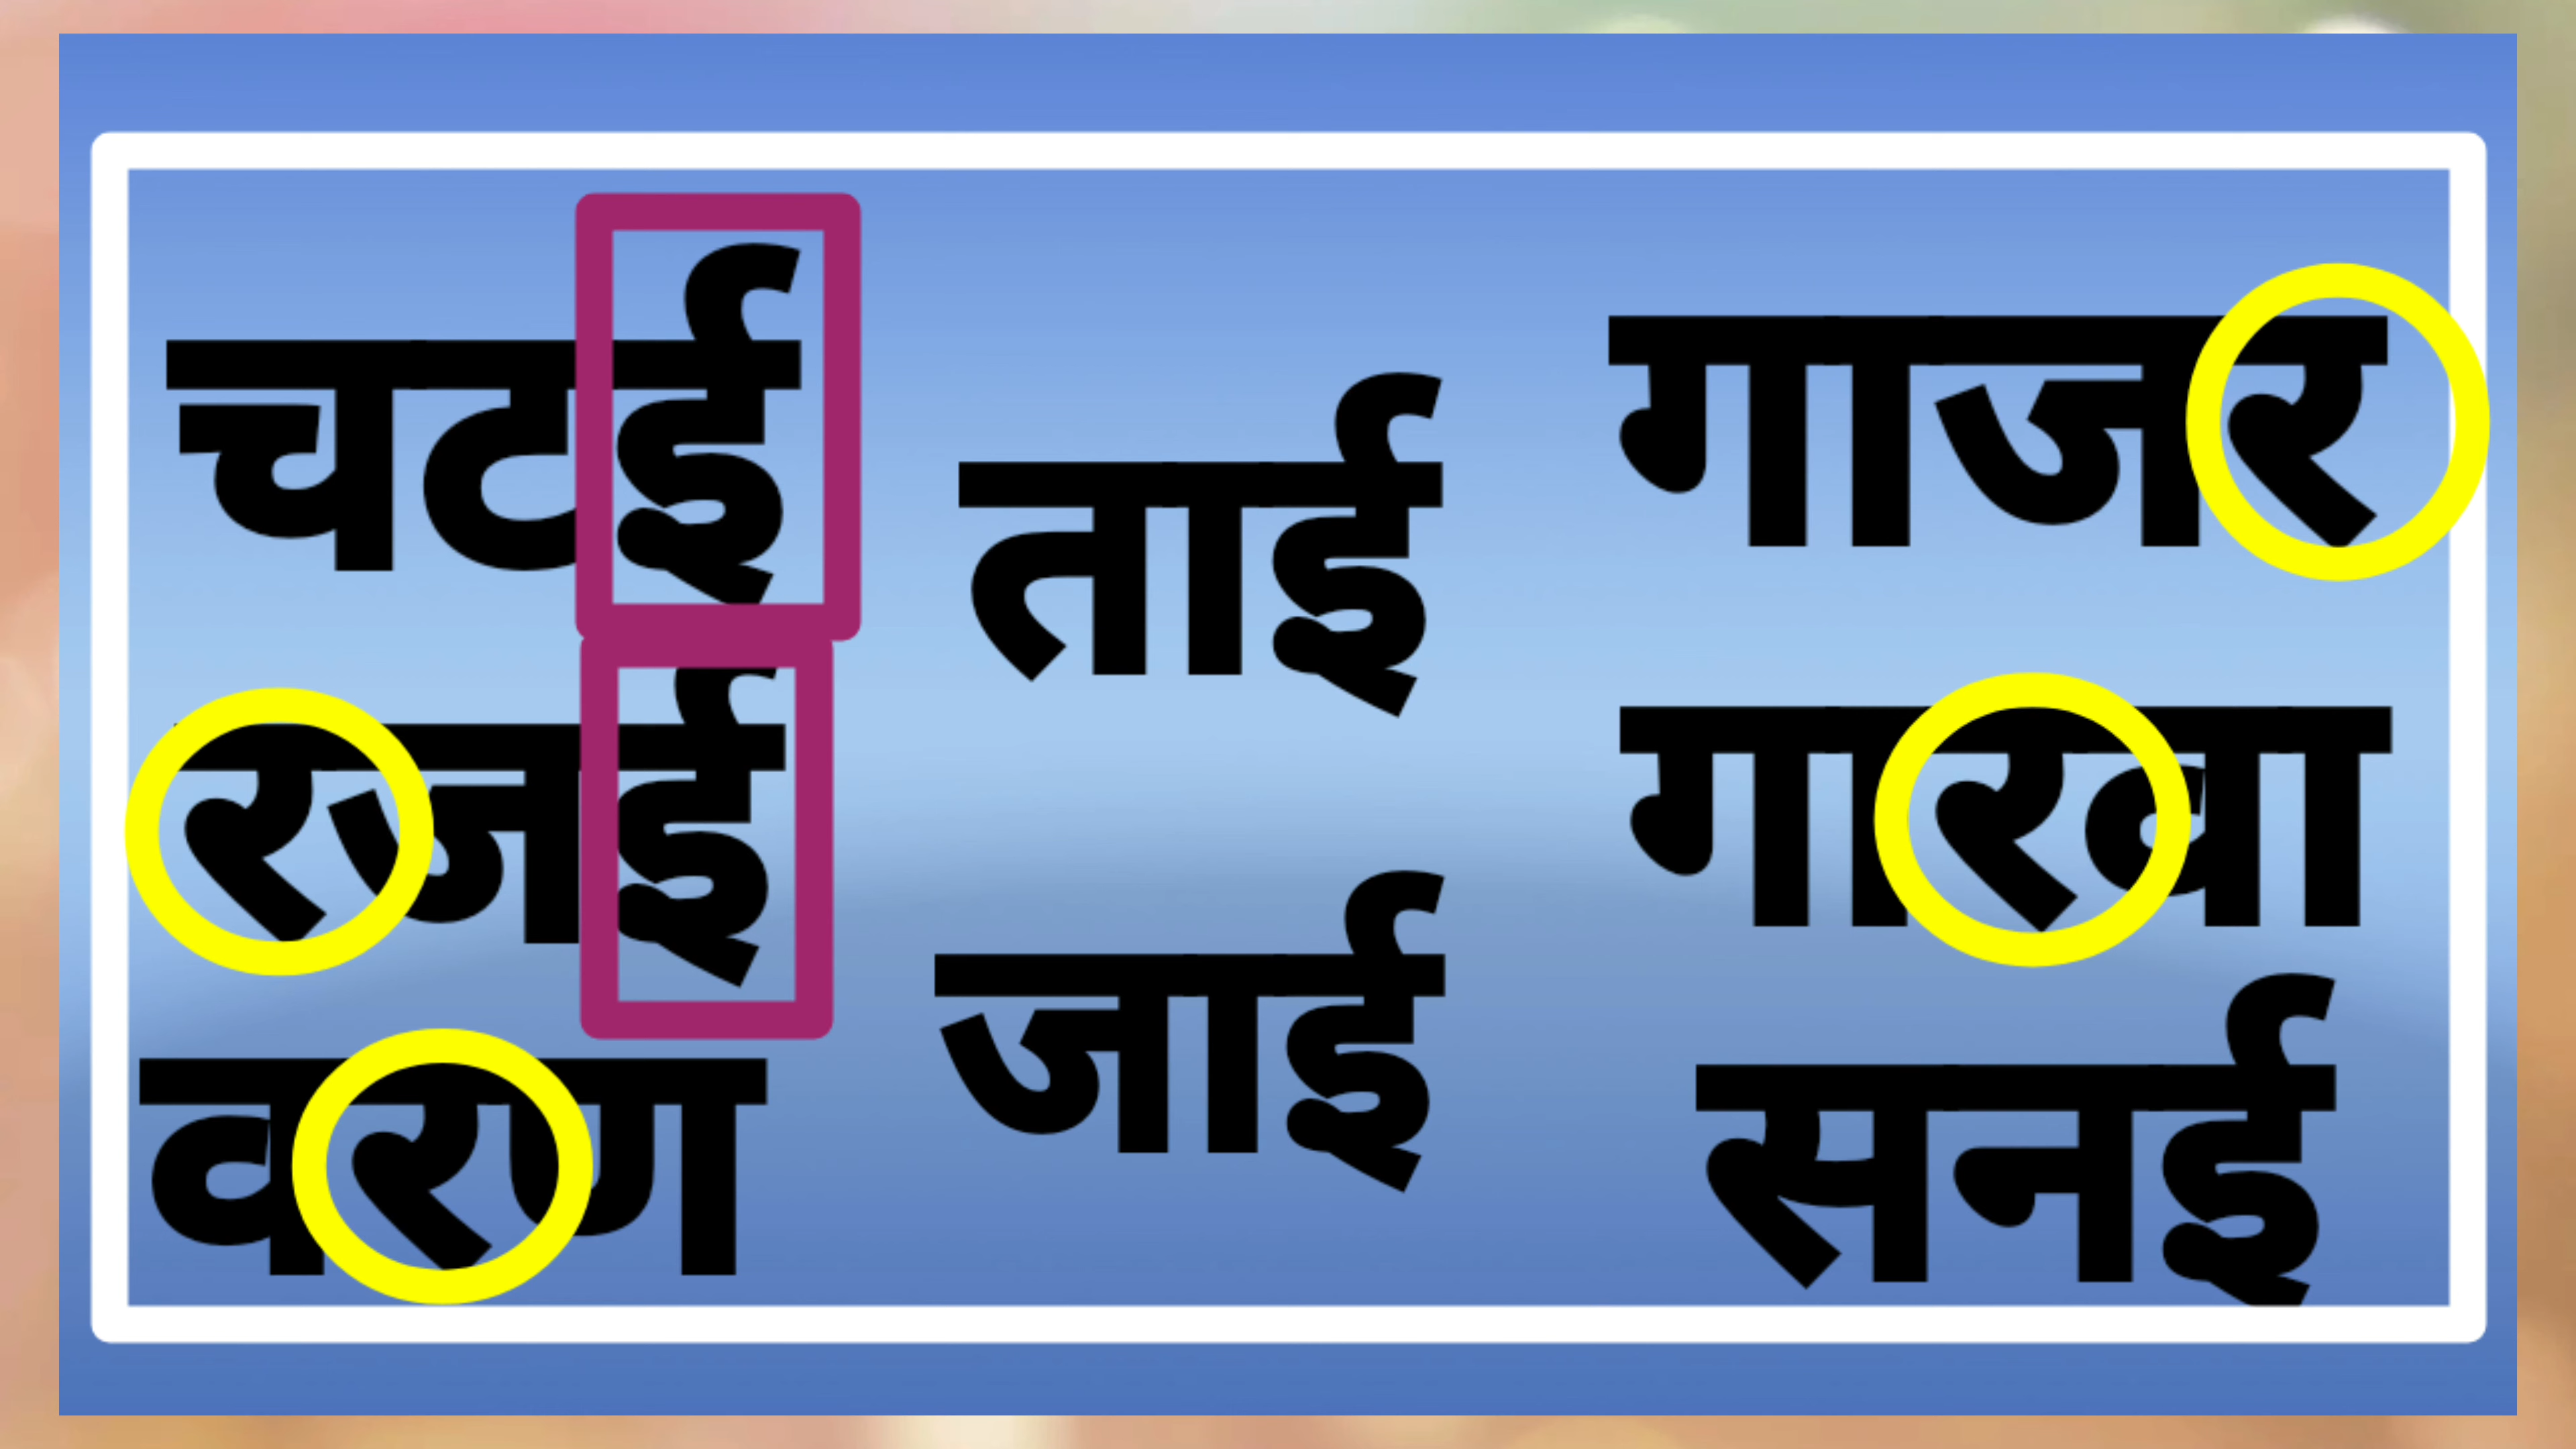 चटई
ताई
गाजर
रजई
गारवा
जाई
वरण
सनई